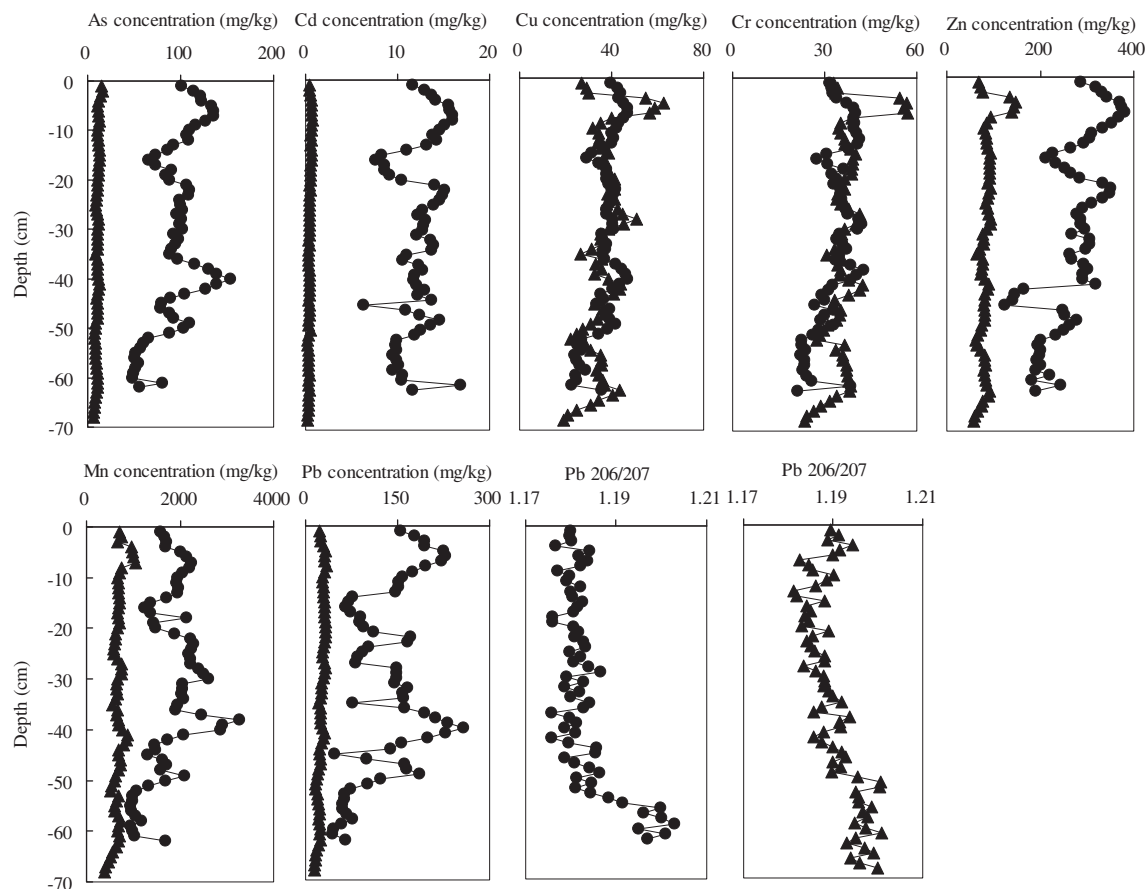 As concentration (mg/kg) Cd concentration (mg/kg) Cu concentration (mg/kg) Cr concentration (mg/kg) Zn concentration (mg/kg)
0 100 200 0 10 20 0 40 80 0 30 60 200 400
0
-10
-20
-30
-40
-50
-60
-70
Depth (cm)
Mn concentration (mg/kg) Pb concentration (mg/kg) Pb 206/207 Pb 206/207
0 2000 4000 0 150 300 1.17 1.19 1.21 1.17 1.19 1.21
0
-10
-20
-30
-40
-50
-60
-70
Depth (cm)